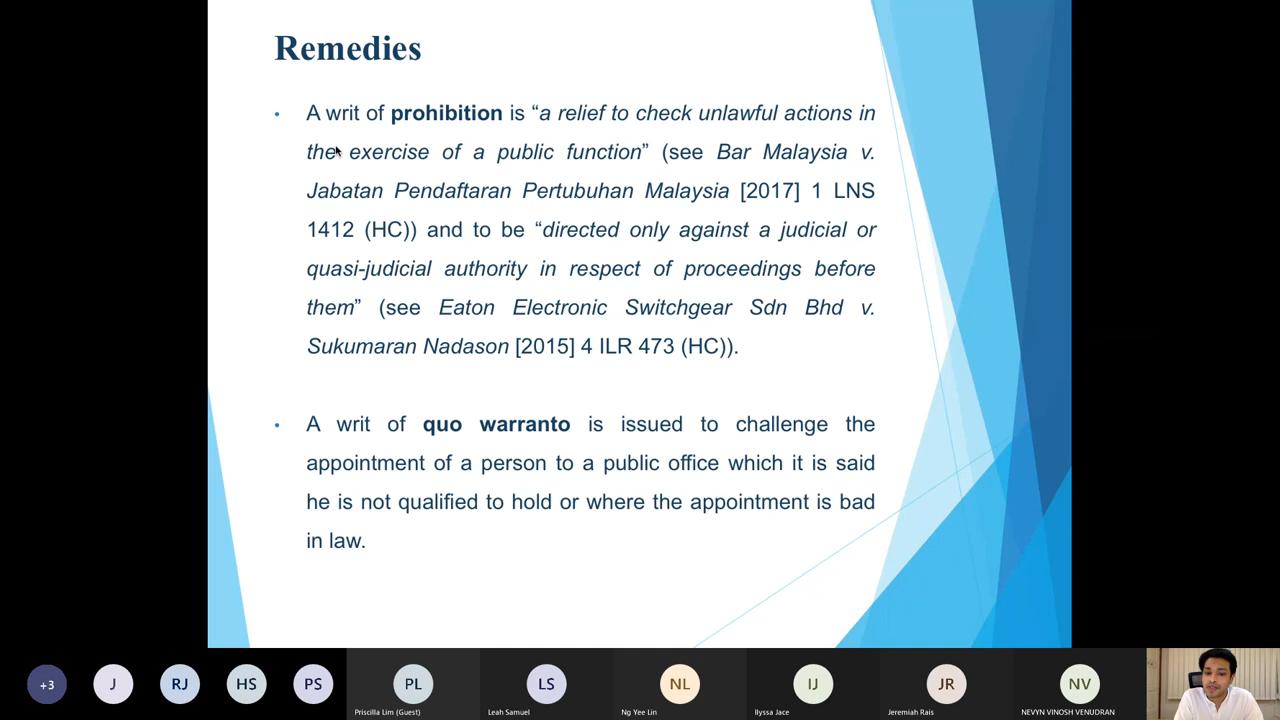 Remedies
• A writ of prohibition is “a relief to check unlawful actions in
the exercise of a public function” (see Bar Malaysia v.
Jabatan Pendaftaran Pertubuhan Malaysia [2017] 1 LNS
1412 (HC)) and to be “directed only against a judicial or
quasi-judicial authority in respect of proceedings before
them” (see Eaton Electronic Switchgear Sdn Bhd v.
Sukumaran Nadason [2015] 4 ILR 473 (HC)).
• A writ of quo warranto is issued to challenge the
appointment of a person to a public office which it is said
he is not qualified to hold or where the appointment is bad
in law.
+3 J RJ HS PS PL LS NL IJ JR NV
Priscilla Lim (Guest) Leah Samuel Ng Yee Lin Ilyssa Jace Jeremiah Rais NEVYN VINOSH VENUDRAN